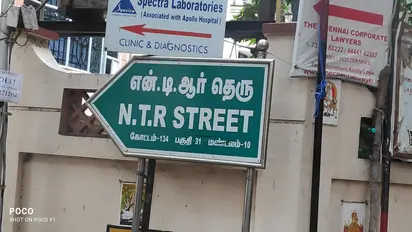 Spectra Laboratories
(Associated with Apollo Hospital)
CLINIC & DIAGNOSTICS
THE CHENNAI CORPORATE
LAWYERS
என்.டி.ஆர் தெரு
N.T.R STREET
கோட்டம்-134 பகுதி 31 மண்டலம்-10
POCO
SHOT ON POCO F1